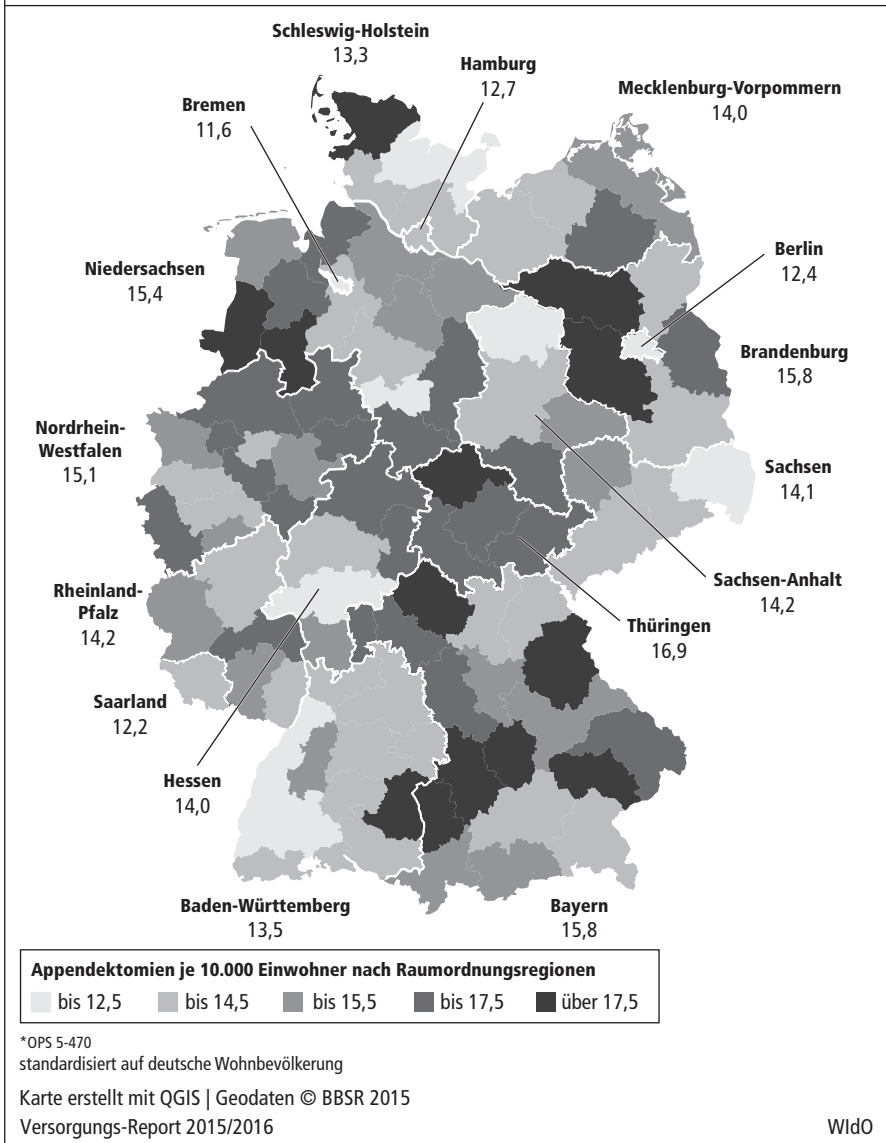 Schleswig-Holstein
13,3
Hamburg
12,7
Mecklenburg-Vorpommern
14,0
Bremen
11,6
Niedersachsen
15,4
Berlin
12,4
Brandenburg
15,8
Nordrhein-
Westfalen
15,1
Sachsen
14,1
Sachsen-Anhalt
14,2
Rheinland-
Pfalz
14,2
Thüringen
16,9
Saarland
12,2
Hessen
14,0
Baden-Württemberg
13,5
Bayern
15,8
Appendektomien je 10.000 Einwohner nach Raumordnungsregionen
bis 12,5 bis 14,5 bis 15,5 bis 17,5 über 17,5
*OPS 5-470
standardisiert auf deutsche Wohnbevölkerung
Karte erstellt mit QGIS | Geodaten © BBSR 2015
Versorgungs-Report 2015/2016 WIdO